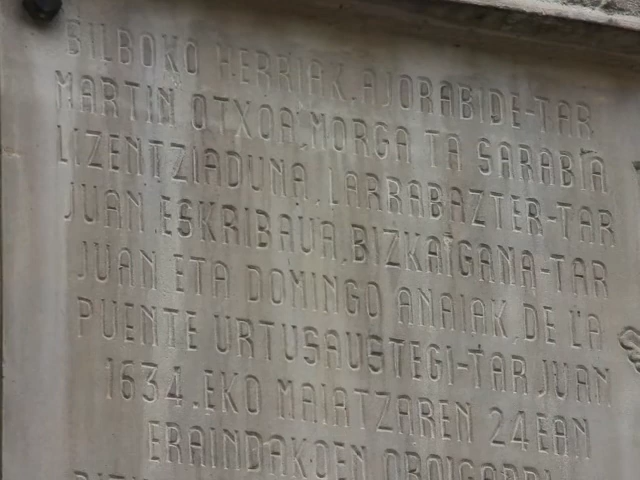 BILBOKO HERRIAK, AJORABIDE-TAR
MARTIN OTXOA, MORGA TA SARABIA
LIZENTZIADUNA, LARRABAZTER-TAR
JUAN, ESKRIBAUA, BIZKAIGANA-TAR
JUAN ETA DOMINGO ANAIAK, DE LA
PUENTE URTUSAUSTEGI-TAR JUAN
1634.EKO MAIATZAREN 24EAN
ERAINDAKOEN OROIGARRI